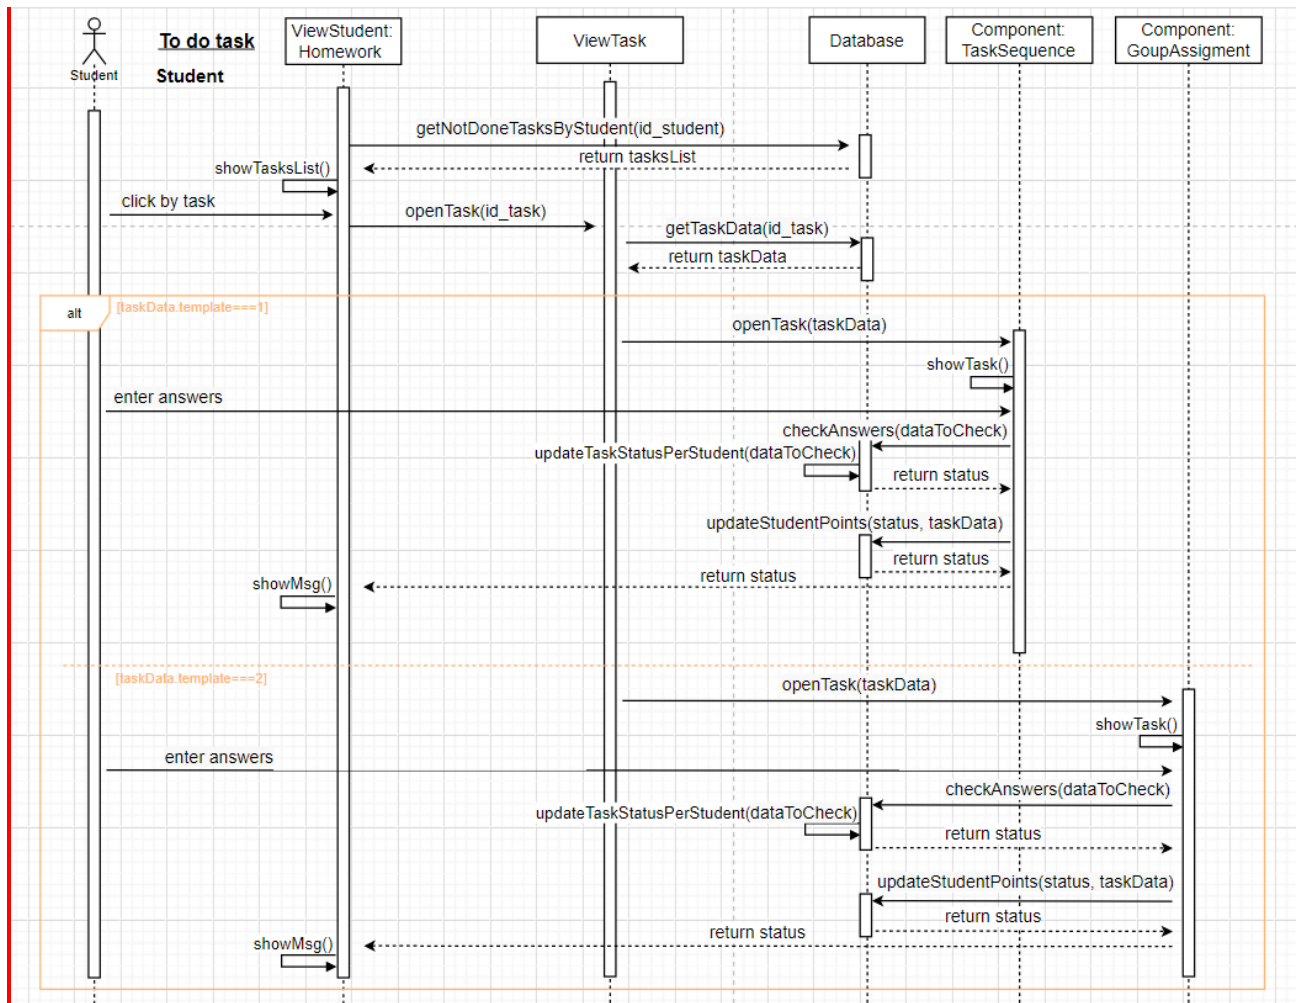 To do task
Student
Student
ViewStudent:
Homework
ViewTask
Database
Component:
TaskSequence
Component:
GoupAssigment
getNotDoneTasksByStudent(id_student)
return tasksList
showTasksList()
click by task
openTask(id_task)
getTaskData(id_task)
return taskData
alt
[taskData.template===1]
openTask(taskData)
showTask()
enter answers
checkAnswers(dataToCheck)
updateTaskStatusPerStudent(dataToCheck)
return status
updateStudentPoints(status, taskData)
return status
return status
showMsg()
[taskData.template===2]
openTask(taskData)
showTask()
enter answers
checkAnswers(dataToCheck)
updateTaskStatusPerStudent(dataToCheck)
return status
updateStudentPoints(status, taskData)
return status
return status
showMsg()